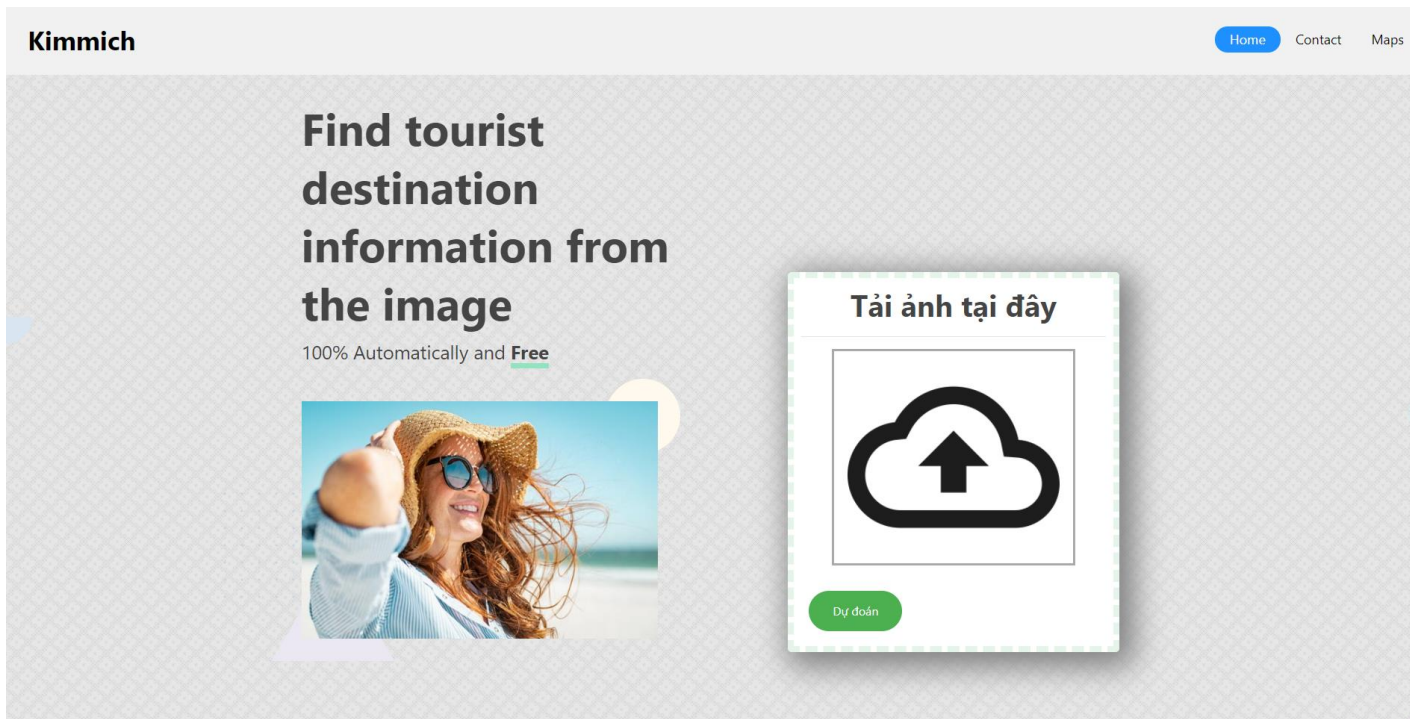 Kimmich
Home
Contact
Maps
Find tourist
destination
information from
the image
100% Automatically and Free
Tải ảnh tại đây
Dự đoán